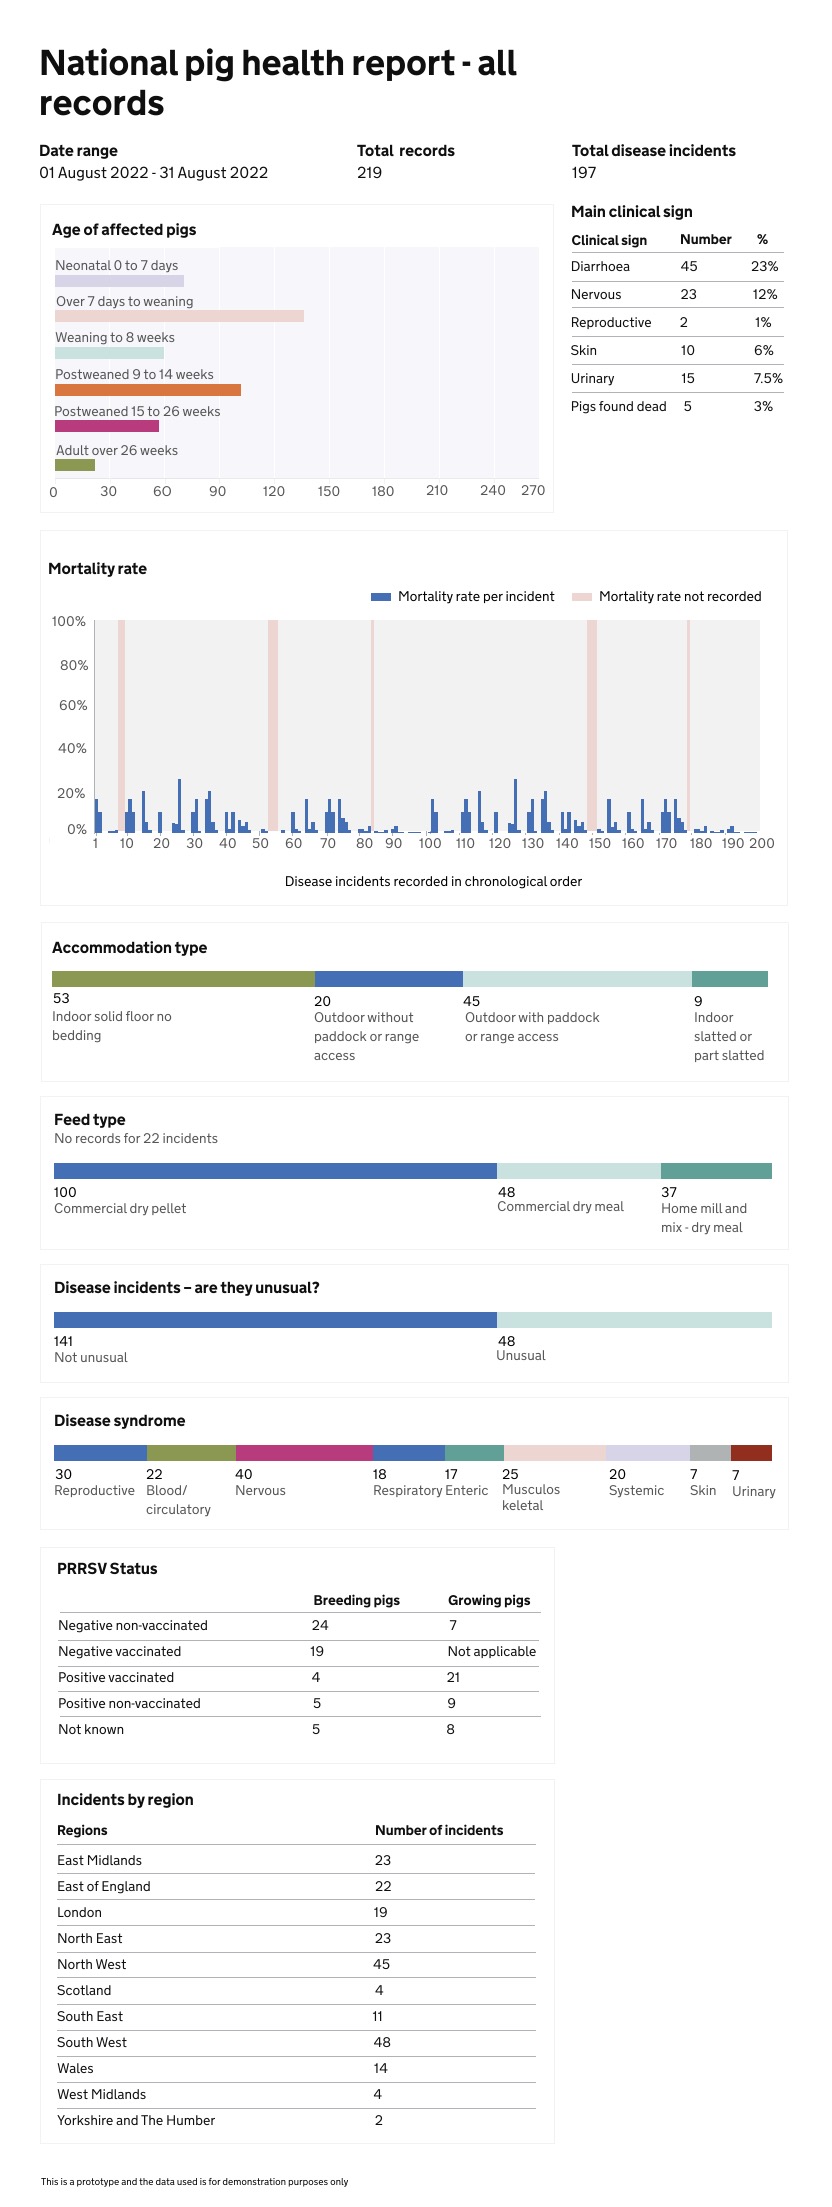 National pig health report - all
records
Date range
Total records
Total disease incidents
01 August 2022 - 31 August 2022
219
197
Age of affected pigs
Neonatal 0 to 7 days
Over 7 days to weaning
Weaning to 8 weeks
Postweaned 9 to 14 weeks
Postweaned 15 to 26 weeks
Adult over 26 weeks
0 30 60 90 120 150 180 210 240 270
Main clinical sign
Clinical sign Number %
Diarrhoea 45 23%
Nervous 23 12%
Reproductive 2 1%
Skin 10 6%
Urinary 15 7.5%
Pigs found dead 5 3%
Mortality rate
Mortality rate per incident Mortality rate not recorded
100%
80%
60%
40%
20%
0%
1 10 20 30 40 50 60 70 80 90 100 110 120 130 140 150 160 170 180 190 200
Disease incidents recorded in chronological order
Accommodation type
53
Indoor solid floor no
bedding
20
Outdoor without
paddock or range
access
45
Outdoor with paddock
or range access
9
Indoor
slatted or
part slatted
Feed type
No records for 22 incidents
100
Commercial dry pellet
48
Commercial dry meal
37
Home mill and
mix - dry meal
Disease incidents – are they unusual?
141
Not unusual
48
Unusual
Disease syndrome
30
Reproductive
22
Blood/
circulatory
40
Nervous
18
Respiratory
17
Enteric
25
Musculos
keletal
20
Systemic
7
Skin
7
Urinary
PRRSV Status
Breeding pigs Growing pigs
Negative non-vaccinated 24 7
Negative vaccinated 19 Not applicable
Positive vaccinated 4 21
Positive non-vaccinated 5 9
Not known 5 8
Incidents by region
Regions Number of incidents
East Midlands 23
East of England 22
London 19
North East 23
North West 45
Scotland 4
South East 11
South West 48
Wales 14
West Midlands 4
Yorkshire and The Humber 2
This is a prototype and the data used is for demonstration purposes only